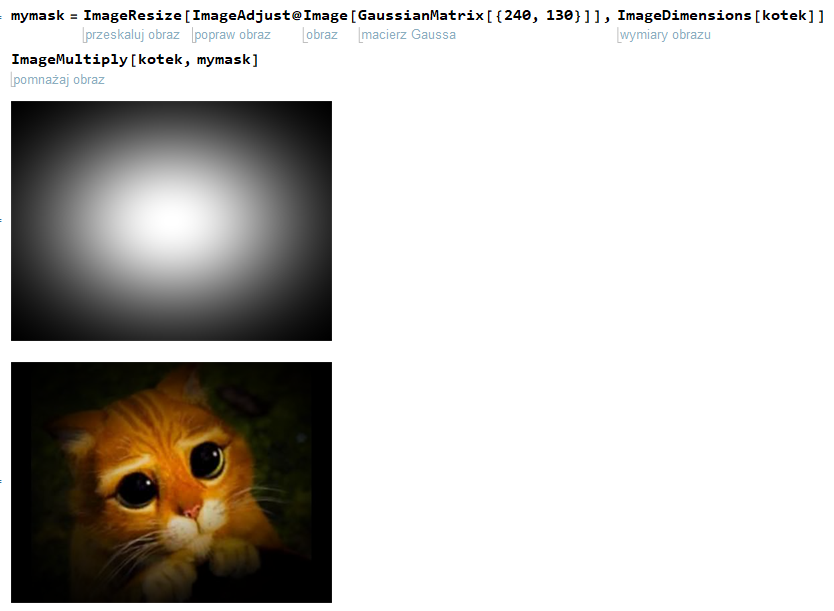 mymask = ImageResize[ImageAdjust@Image[GaussianMatrix[{240, 130}]], ImageDimensions[kotek]]
przeskaluj obraz popraw obraz obraz macierz Gaussa wymiary obrazu
ImageMultiply[kotek, mymask]
pomnażaj obraz